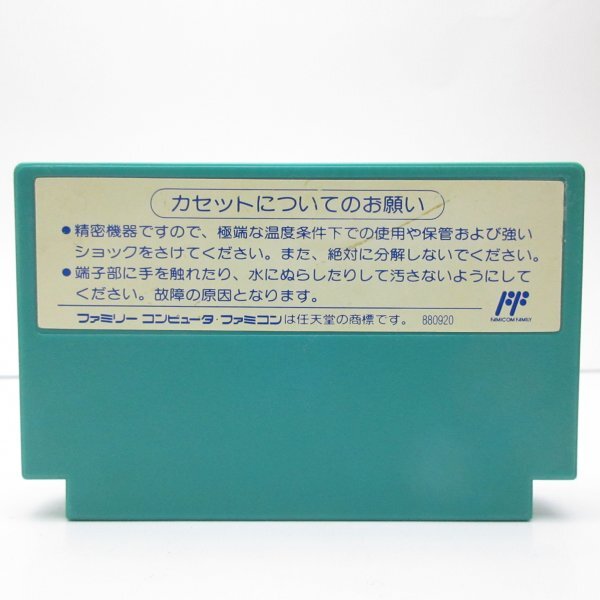 カセットについてのお願い
●精密機器ですので、極端な温度条件下での使用や保管および強い
ショックをさけてください。また、絶対に分解しないでください。
●端子部に手を触れたり、水にぬらしたりして汚さないようにして
ください。故障の原因となります。
FAMICOM FAMILY
ファミリー コンピュータ・ファミコンは任天堂の商標です。 880920